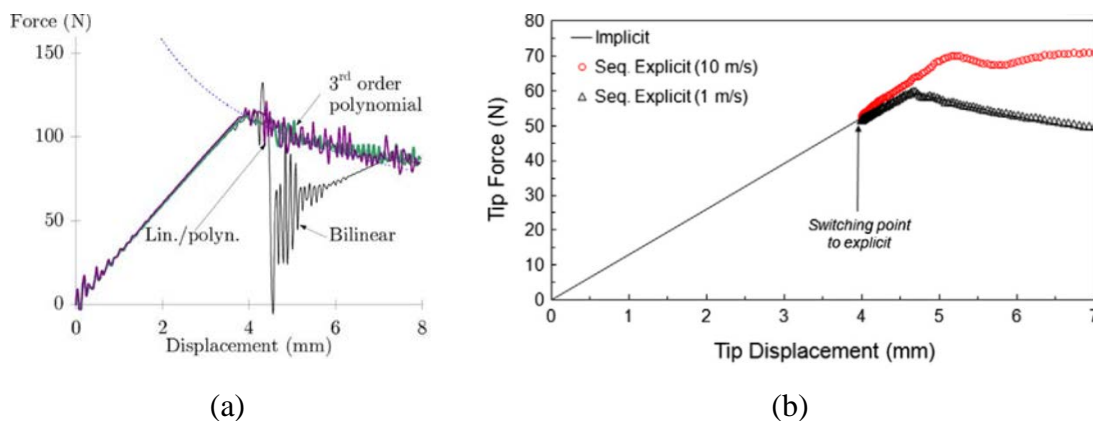 Force (N)
150
100
50
0
0
2
4
6
8
Displacement (mm)
3rd order
polynomial
Lin./polyn.
Bilinear
(a)
80
70
60
50
40
30
20
10
0
Tip Force (N)
Implicit
Seq. Explicit (10 m/s)
Seq. Explicit (1 m/s)
Switching point
to explicit
0
1
2
3
4
5
6
7
Tip Displacement (mm)
(b)